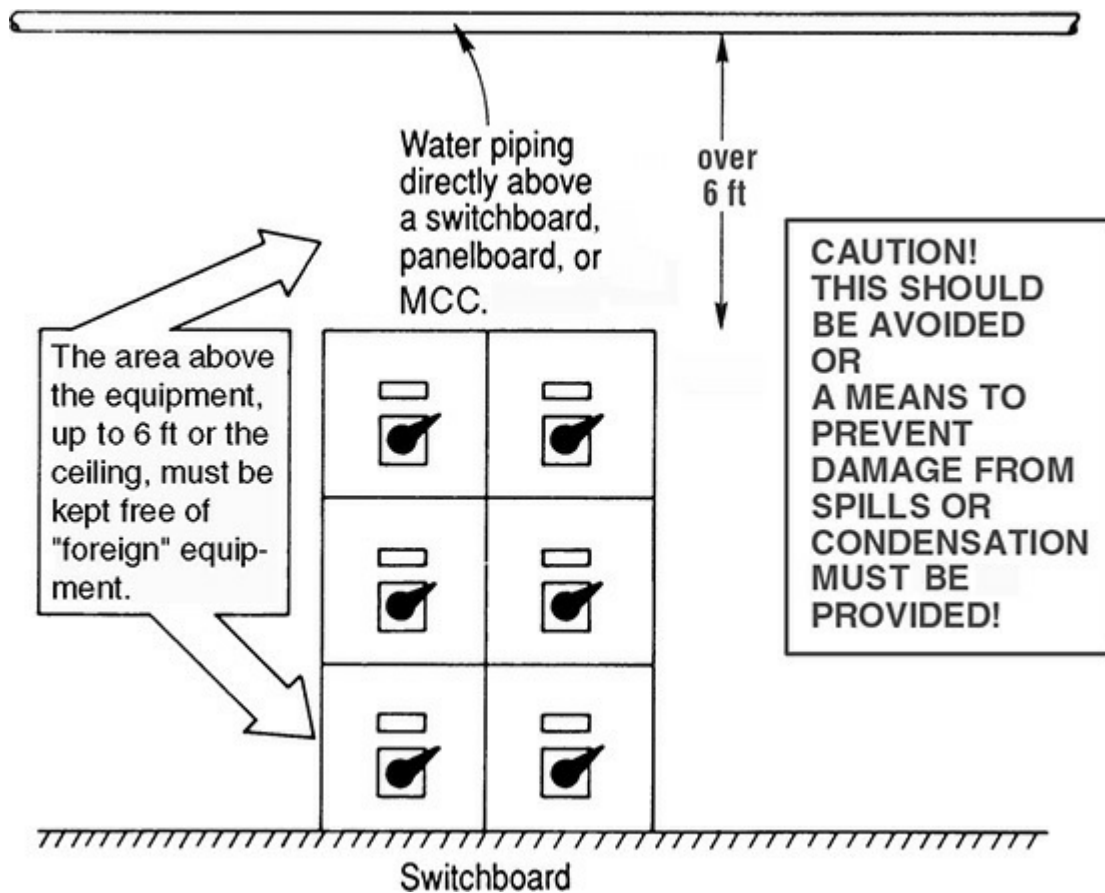 Water piping
directly above
a switchboard,
panelboard, or
MCC.
over
6 ft
The area above
the equipment,
up to 6 ft or the
ceiling, must be
kept free of
"foreign" equip-
ment.
CAUTION!
THIS SHOULD
BE AVOIDED
OR
A MEANS TO
PREVENT
DAMAGE FROM
SPILLS OR
CONDENSATION
MUST BE
PROVIDED!
Switchboard